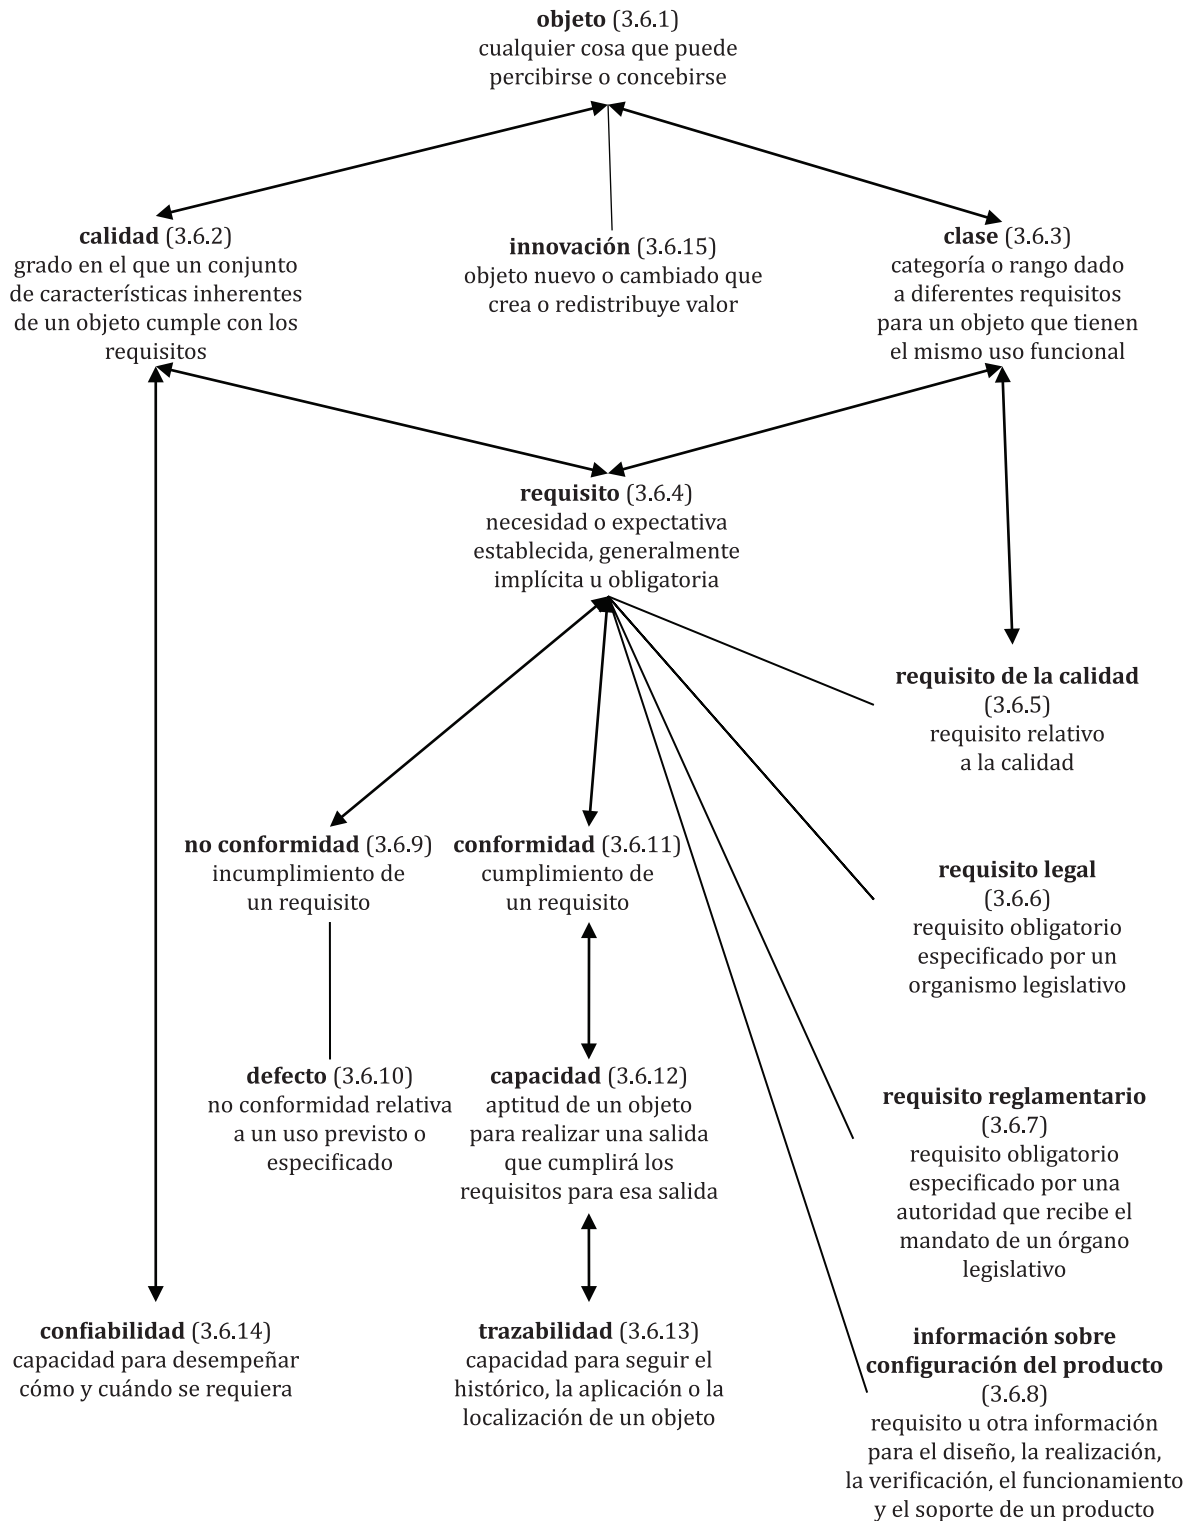 objeto (3.6.1)
cualquier cosa que puede
percibirse o concebirse
calidad (3.6.2)
grado en el que un conjunto
de características inherentes
de un objeto cumple con los
requisitos
innovación (3.6.15)
objeto nuevo o cambiado que
crea o redistribuye valor
clase (3.6.3)
categoría o rango dado
a diferentes requisitos
para un objeto que tienen
el mismo uso funcional
requisito (3.6.4)
necesidad o expectativa
establecida, generalmente
implícita u obligatoria
requisito de la calidad
(3.6.5)
requisito relativo
a la calidad
no conformidad (3.6.9)
incumplimiento de
un requisito
conformidad (3.6.11)
cumplimiento de
un requisito
requisito legal
(3.6.6)
requisito obligatorio
especificado por un
organismo legislativo
defecto (3.6.10)
no conformidad relativa
a un uso previsto o
especificado
capacidad (3.6.12)
aptitud de un objeto
para realizar una salida
que cumplirá los
requisitos para esa salida
requisito reglamentario
(3.6.7)
requisito obligatorio
especificado por una
autoridad que recibe el
mandato de un órgano
legislativo
confiabilidad (3.6.14)
capacidad para desempeñar
cómo y cuándo se requiera
trazabilidad (3.6.13)
capacidad para seguir el
histórico, la aplicación o la
localización de un objeto
información sobre
configuración del producto
(3.6.8)
requisito u otra información
para el diseño, la realización,
la verificación, el funcionamiento
y el soporte de un producto